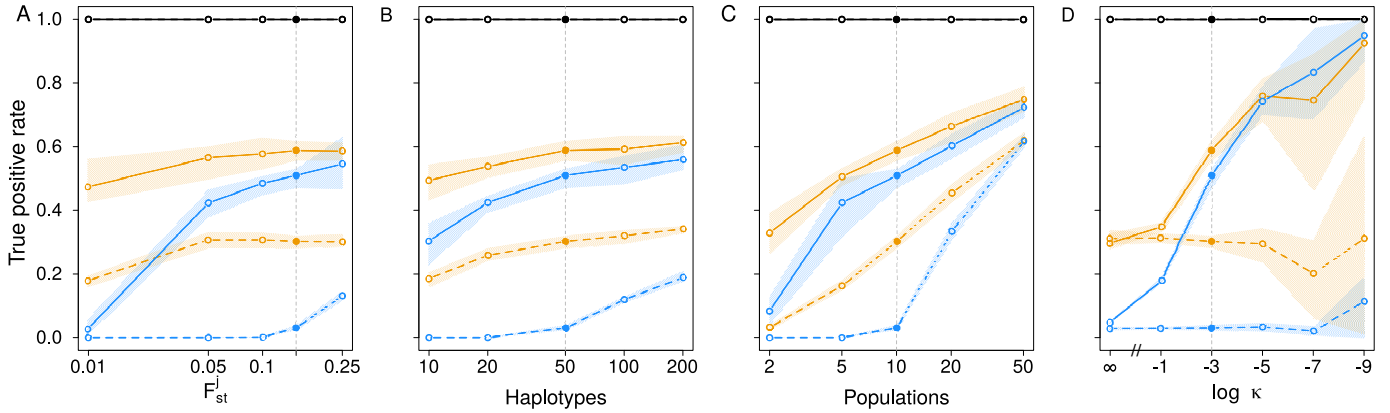 A B C D
True positive rate
0.0 0.2 0.4 0.6 0.8 1.0
0.01 0.05 0.1 0.25
F_st^j
10 20 50 100 200
Haplotypes
2 5 10 20 50
Populations
∞ -1 -3 -5 -7 -9
log κ